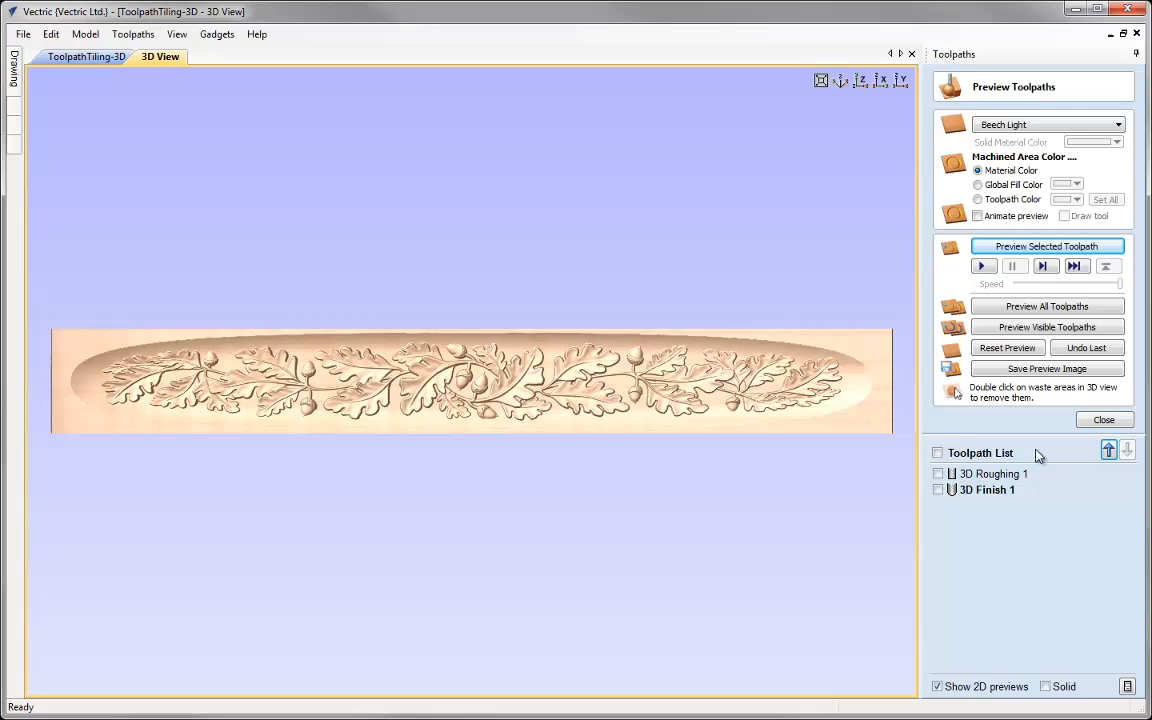 Vectric {Vectric Ltd.} - [ToolpathTiling-3D - 3D View]
File Edit Model Toolpaths View Gadgets Help
Drawing
ToolpathTiling-3D 3D View
Toolpaths
Preview Toolpaths
Beech Light
Solid Material Color
Machined Area Color ....
Material Color
Global Fill Color
Toolpath Color Set All
Animate preview Draw tool
Preview Selected Toolpath
Speed
Preview All Toolpaths
Preview Visible Toolpaths
Reset Preview Undo Last
Save Preview Image
Double click on waste areas in 3D view
to remove them.
Close
Toolpath List
3D Roughing 1
3D Finish 1
Show 2D previews Solid
Ready